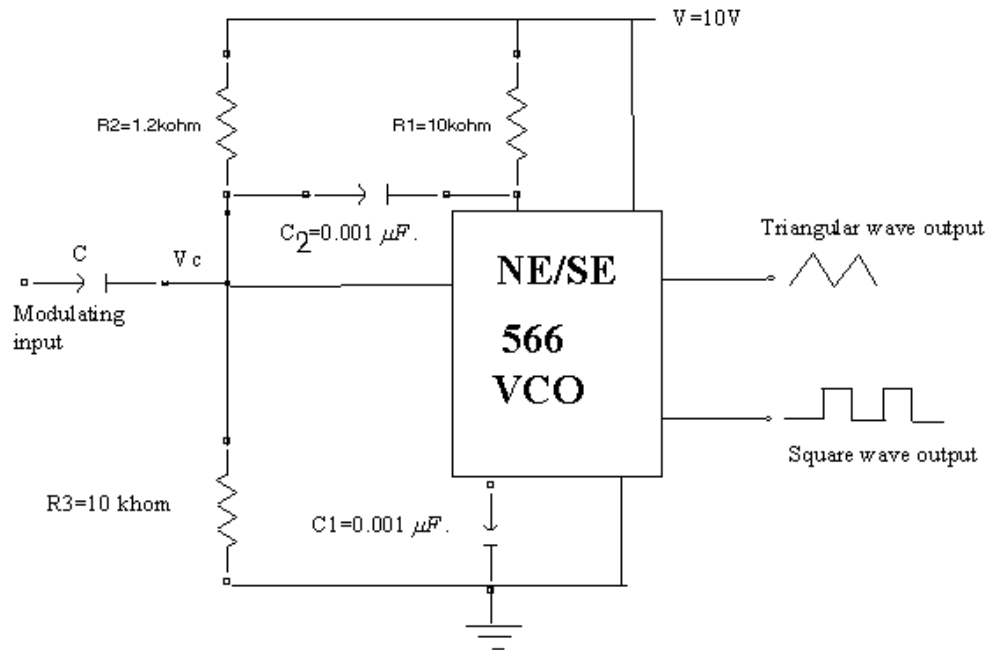 V=10V
R2=1.2kohm
R1=10kohm
C2=0.001 μF.
Triangular wave output
NE/SE
C
Vc
Modulating
input
566
VCO
Square wave output
R3=10 khom
C1=0.001 μF.